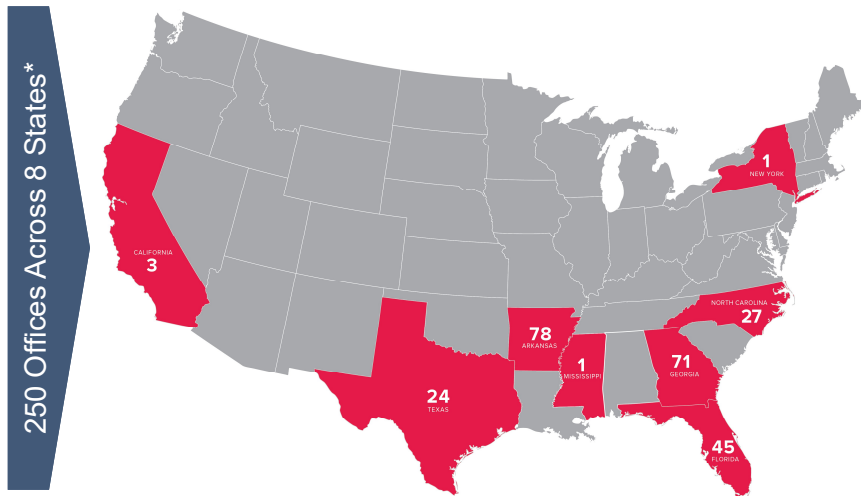 250 Offices Across 8 States*
1
NEW YORK
CALIFORNIA
3
NORTH CAROLINA
27
78
ARKANSAS
1
MISSISSIPPI
71
GEORGIA
24
TEXAS
45
FLORIDA